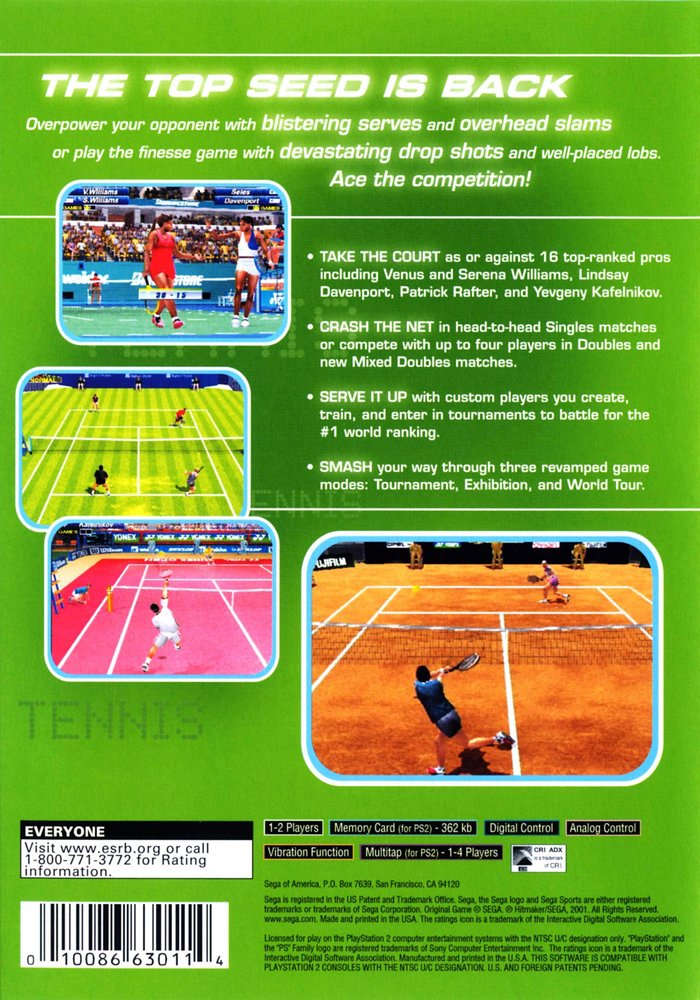 THE TOP SEED IS BACK
Overpower your opponent with blistering serves and overhead slams
or play the finesse game with devastating drop shots and well-placed lobs.
Ace the competition!
V.Williams
S.Williams
Seles
Davenport
GAMES
30 - 15
• TAKE THE COURT as or against 16 top-ranked pros
including Venus and Serena Williams, Lindsay
Davenport, Patrick Rafter, and Yevgeny Kafelnikov.
• CRASH THE NET in head-to-head Singles matches
or compete with up to four players in Doubles and
new Mixed Doubles matches.
• SERVE IT UP with custom players you create,
train, and enter in tournaments to battle for the
#1 world ranking.
• SMASH your way through three revamped game
modes: Tournament, Exhibition, and World Tour.
NORMAL
TENNIS
Kafelnikov
GAMES
YONEX
FUJIFILM
TENNIS
EVERYONE
Visit www.esrb.org or call
1-800-771-3772 for Rating
information.
1-2 Players
Memory Card (for PS2) - 362 kb
Digital Control
Analog Control
Vibration Function
Multitap (for PS2) - 1-4 Players
CRI ADX
is a trademark
of CRI
Sega of America, P.O. Box 7639, San Francisco, CA 94120
Sega is registered in the US Patent and Trademark Office. Sega, the Sega logo and Sega Sports are either registered
trademarks or trademarks of Sega Corporation. Original Game © SEGA. ℗ Hitmaker/SEGA, 2001. All Rights Reserved.
www.sega.com. Made and printed in the USA. The ratings icon is a trademark of the Interactive Digital Software Association.
Licensed for play on the PlayStation 2 computer entertainment systems with the NTSC U/C designation only. "PlayStation" and
the "PS" Family logo are registered trademarks of Sony Computer Entertainment Inc. The ratings icon is a trademark of the
Interactive Digital Software Association. Manufactured and printed in the U.S.A. THIS SOFTWARE IS COMPATIBLE WITH
PLAYSTATION 2 CONSOLES WITH THE NTSC U/C DESIGNATION. U.S. AND FOREIGN PATENTS PENDING.
0 10086 63011 4